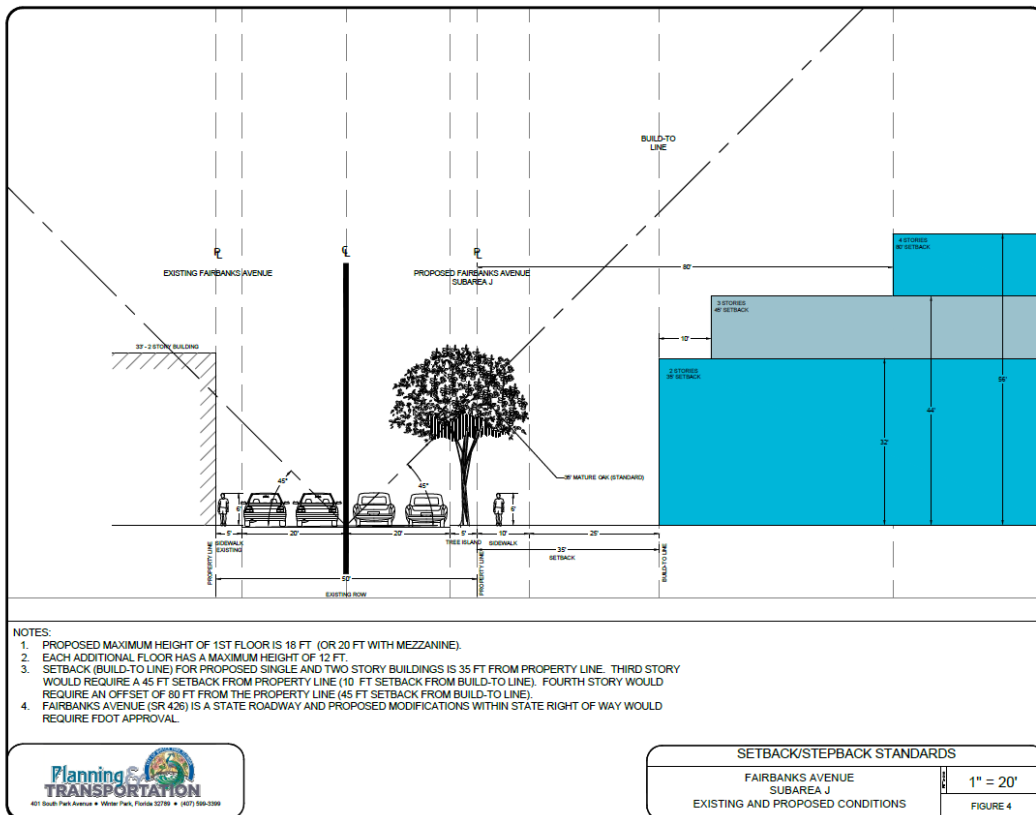 BUILD-TO
LINE
PL
CL
PL
EXISTING FAIRBANKS AVENUE
PROPOSED FAIRBANKS AVENUE
SUBAREA J
4 STORIES
80' SETBACK
80'
3 STORIES
45' SETBACK
10'
33' - 2 STORY BUILDING
2 STORIES
35' SETBACK
56'
44'
32'
36' MATURE OAK (STANDARD)
45°
45°
6'
6'
5'
20'
20'
5'
10'
25'
SIDEWALK
EXISTING
TREE ISLAND
SIDEWALK
35'
SETBACK
PROPERTY LINE
PROPERTY LINE
BUILD-TO LINE
50'
EXISTING ROW
NOTES:
1. PROPOSED MAXIMUM HEIGHT OF 1ST FLOOR IS 18 FT (OR 20 FT WITH MEZZANINE).
2. EACH ADDITIONAL FLOOR HAS A MAXIMUM HEIGHT OF 12 FT.
3. SETBACK (BUILD-TO LINE) FOR PROPOSED SINGLE AND TWO STORY BUILDINGS IS 35 FT FROM PROPERTY LINE. THIRD STORY
WOULD REQUIRE A 45 FT SETBACK FROM PROPERTY LINE (10 FT SETBACK FROM BUILD-TO LINE). FOURTH STORY WOULD
REQUIRE AN OFFSET OF 80 FT FROM THE PROPERTY LINE (45 FT SETBACK FROM BUILD-TO LINE).
4. FAIRBANKS AVENUE (SR 426) IS A STATE ROADWAY AND PROPOSED MODIFICATIONS WITHIN STATE RIGHT OF WAY WOULD
REQUIRE FDOT APPROVAL.
Planning &
TRANSPORTATION
401 South Park Avenue • Winter Park, Florida 32789 • (407) 599-3399
SETBACK/STEPBACK STANDARDS
FAIRBANKS AVENUE
SUBAREA J
EXISTING AND PROPOSED CONDITIONS
1" = 20'
FIGURE 4